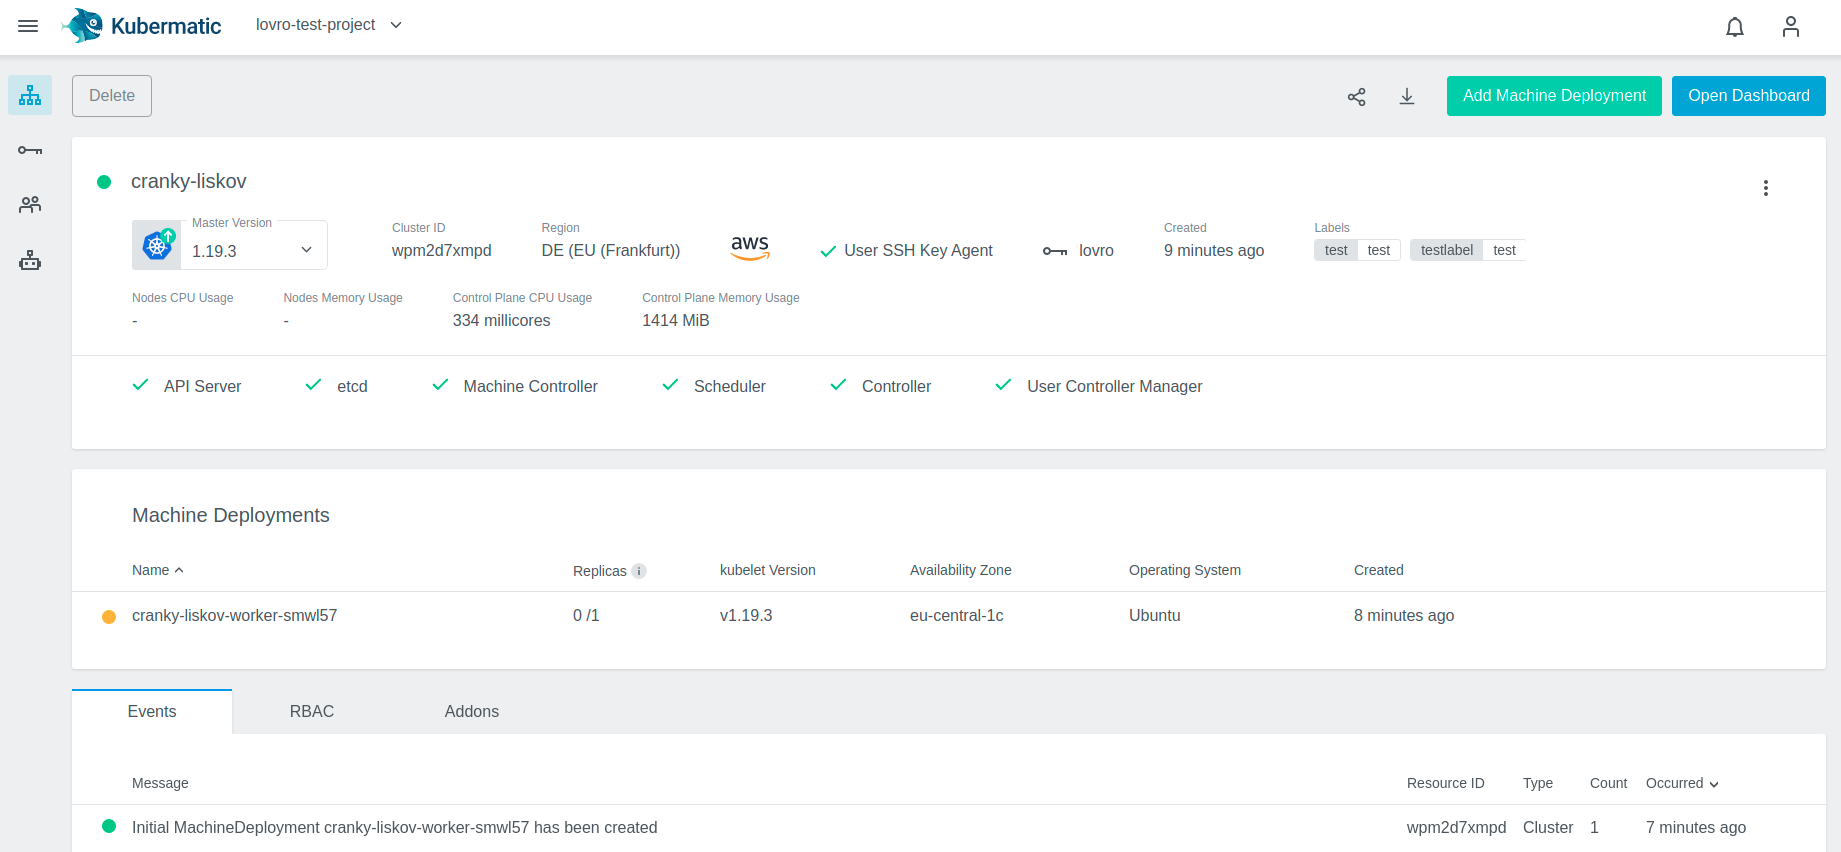 Kubermatic lovro-test-project
Delete Add Machine Deployment Open Dashboard
cranky-liskov
Master Version Cluster ID Region Created Labels
1.19.3 wpm2d7xmpd DE (EU (Frankfurt)) aws User SSH Key Agent lovro 9 minutes ago test test testlabel test
Nodes CPU Usage Nodes Memory Usage Control Plane CPU Usage Control Plane Memory Usage
- - 334 millicores 1414 MiB
API Server etcd Machine Controller Scheduler Controller User Controller Manager
Machine Deployments
Name Replicas i kubelet Version Availability Zone Operating System Created
cranky-liskov-worker-smwl57 0 /1 v1.19.3 eu-central-1c Ubuntu 8 minutes ago
Events RBAC Addons
Message Resource ID Type Count Occurred
Initial MachineDeployment cranky-liskov-worker-smwl57 has been created wpm2d7xmpd Cluster 1 7 minutes ago